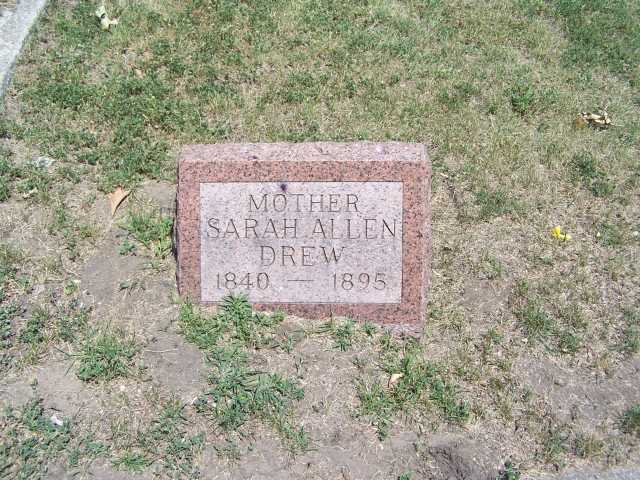 MOTHER
SARAH ALLEN
DREW
1840 — 1895